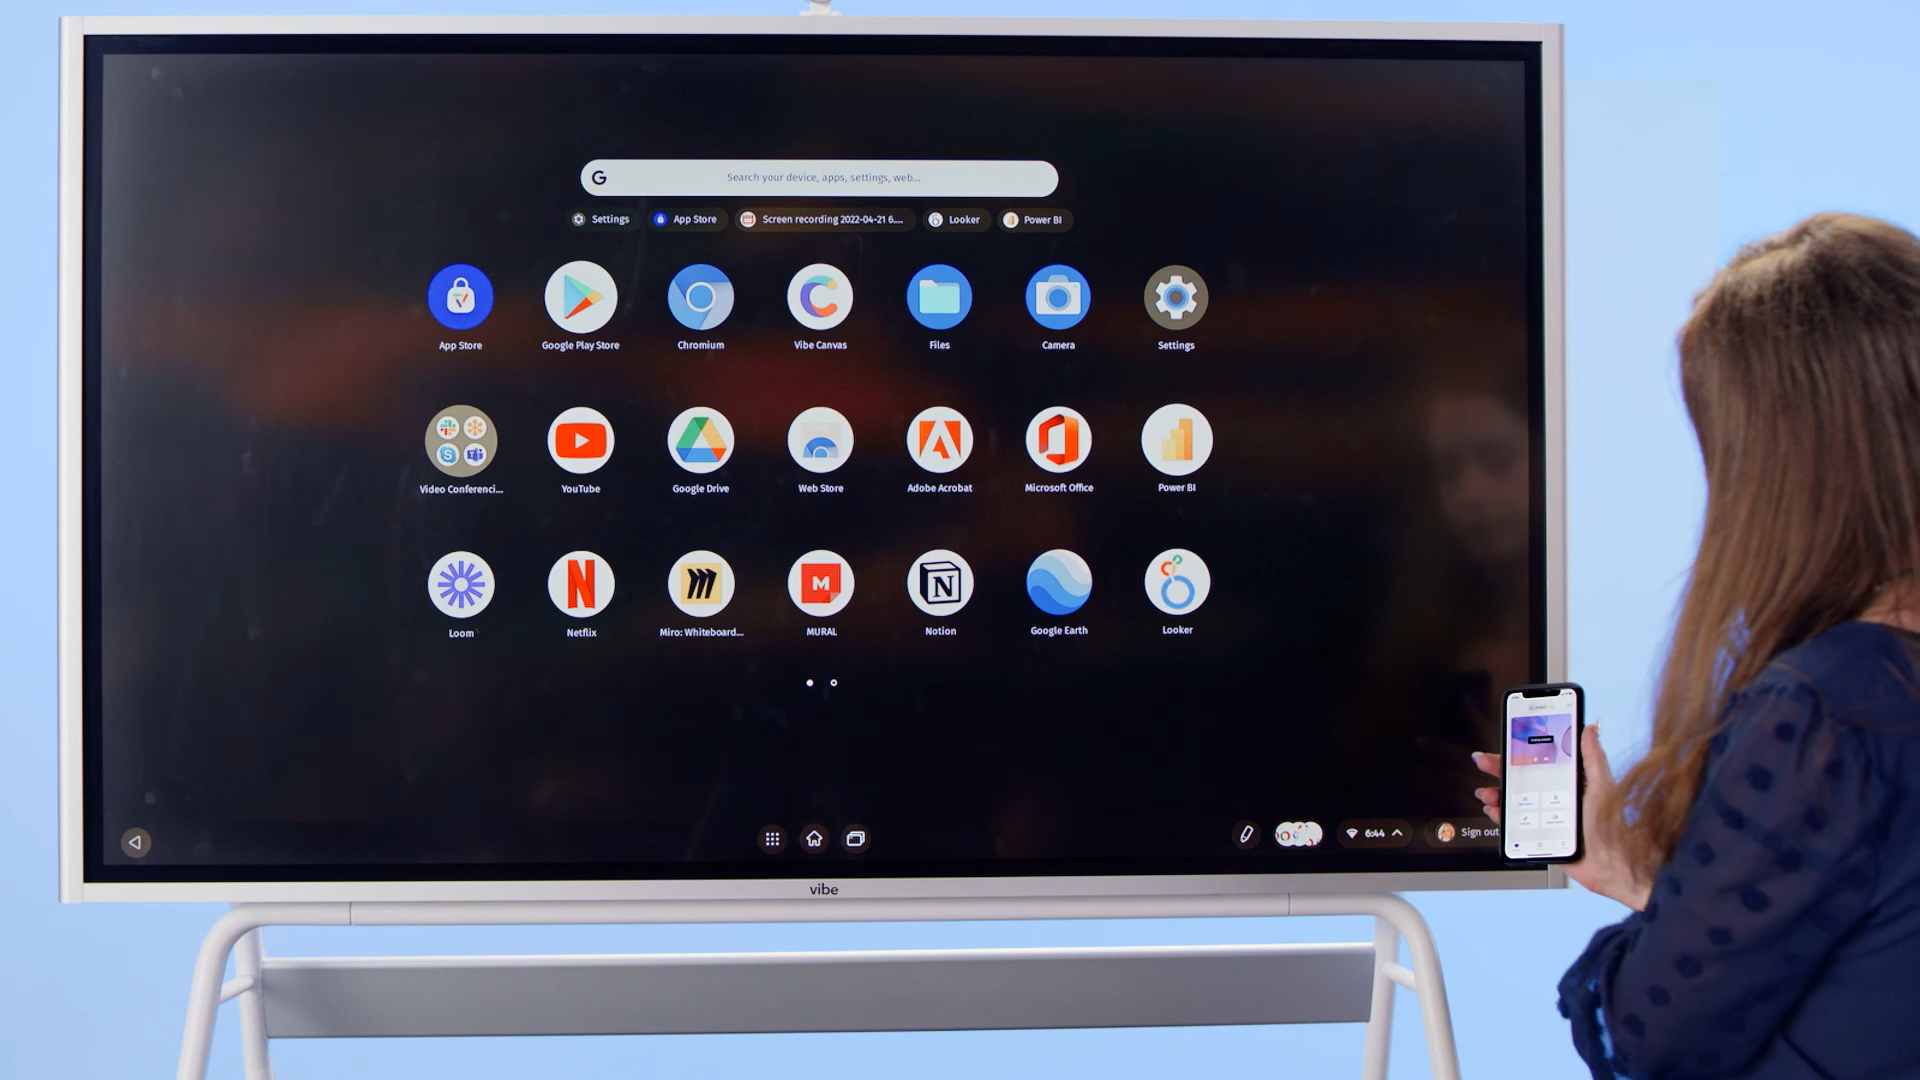 Search your device, apps, settings, web...
Settings App Store Screen recording 2022-04-21 6.... Looker Power BI
App Store Google Play Store Chromium Vibe Canvas Files Camera Settings
Video Conferenci... YouTube Google Drive Web Store Adobe Acrobat Microsoft Office Power BI
Loom Netflix Miro: Whiteboard... MURAL Notion Google Earth Looker
6:44 Sign out
vibe